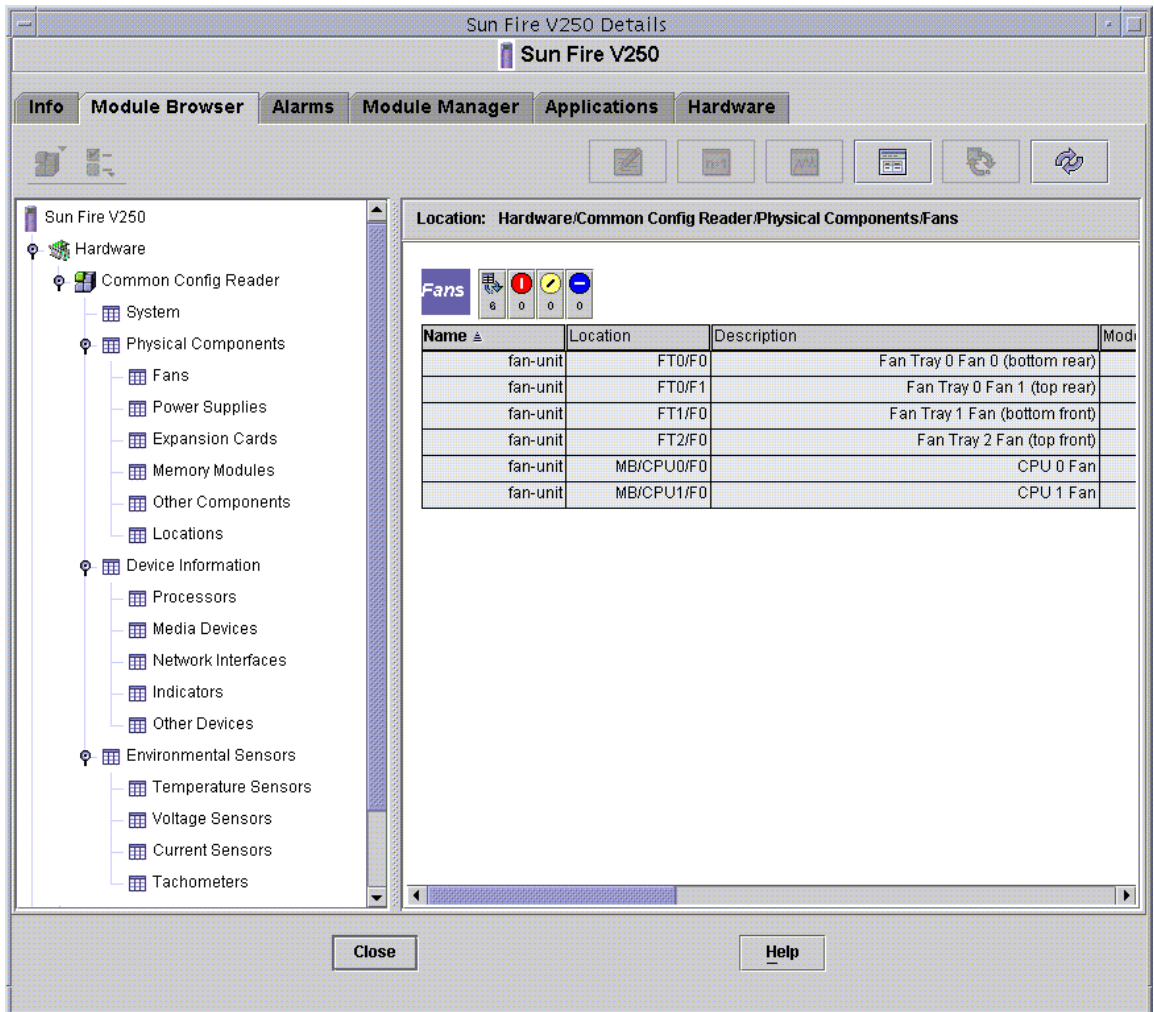 Sun Fire V250 Details
Sun Fire V250
Info Module Browser Alarms Module Manager Applications Hardware
Sun Fire V250
Hardware
Common Config Reader
System
Physical Components
Fans
Power Supplies
Expansion Cards
Memory Modules
Other Components
Locations
Device Information
Processors
Media Devices
Network Interfaces
Indicators
Other Devices
Environmental Sensors
Temperature Sensors
Voltage Sensors
Current Sensors
Tachometers
Location: Hardware/Common Config Reader/Physical Components/Fans
Fans 6 0 0 0
Name Location Description Mod
fan-unit FT0/F0 Fan Tray 0 Fan 0 (bottom rear)
fan-unit FT0/F1 Fan Tray 0 Fan 1 (top rear)
fan-unit FT1/F0 Fan Tray 1 Fan (bottom front)
fan-unit FT2/F0 Fan Tray 2 Fan (top front)
fan-unit MB/CPU0/F0 CPU 0 Fan
fan-unit MB/CPU1/F0 CPU 1 Fan
Close Help